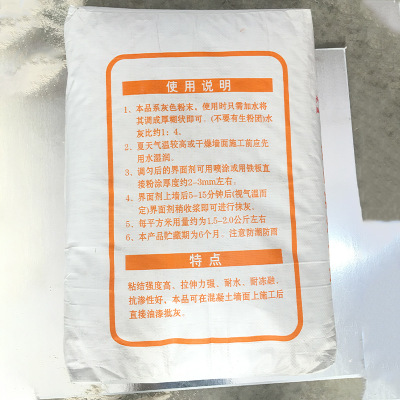 使用说明
1、本品系灰色粉末、使用时只需加水将
其调成厚糊状即可.(不要有生粉团)水
灰比约1:4。
2、夏天气温较高或干燥墙面施工前应先
用水湿润。
3、调匀后的界面剂可用喷涂或用铁板直
接粉涂厚度约2-3mm左右。
4、界面剂上墙后5-15分钟后(视气温而
定)界面剂稍收浆即可进行抹灰。
5、每平方米用量约为1.5-2.0公斤左右
6、本产品贮藏期为6个月、注意防潮防雨
特点
粘结强度高、拉伸力强、耐水、耐冻融、
抗渗性好、本品可在混凝土墙面上施工后
直接油漆批灰。